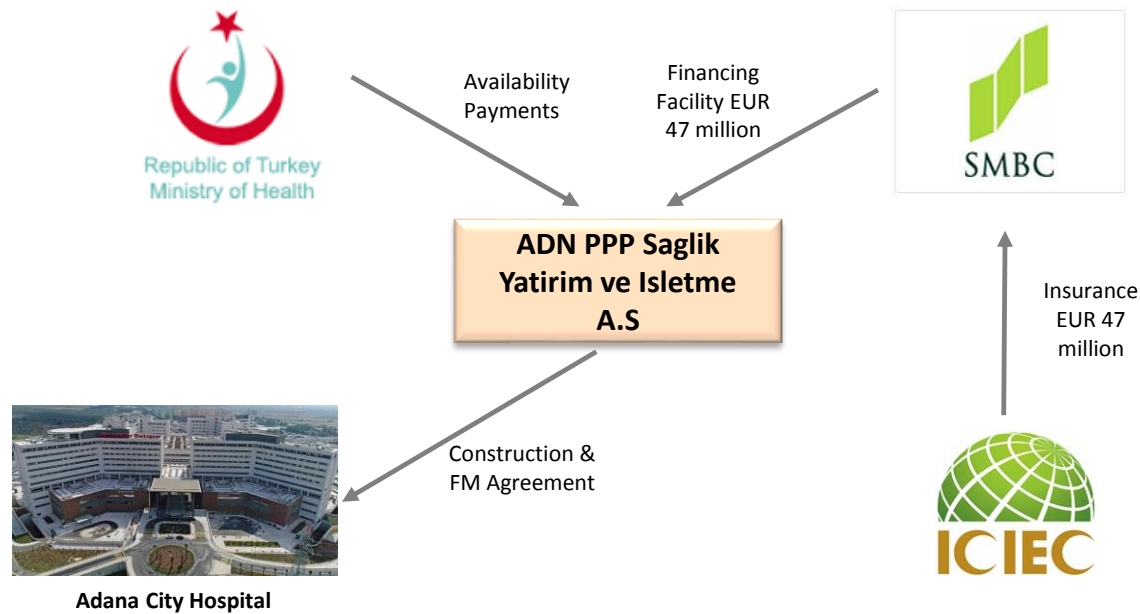 Republic of Turkey
Ministry of Health
Availability
Payments
Financing
Facility EUR
47 million
SMBC
ADN PPP Saglik
Yatirim ve Isletme
A.S
Insurance
EUR 47
million
Construction &
FM Agreement
ICIEC
Adana City Hospital